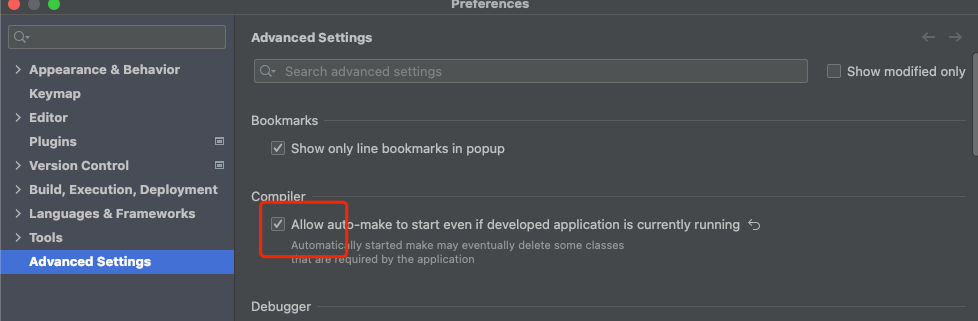 Preferences
Appearance & Behavior
Keymap
Editor
Plugins
Version Control
Build, Execution, Deployment
Languages & Frameworks
Tools
Advanced Settings
Advanced Settings
Search advanced settings
Show modified only
Bookmarks
Show only line bookmarks in popup
Compiler
Allow auto-make to start even if developed application is currently running
Automatically started make may eventually delete some classes
that are required by the application
Debugger